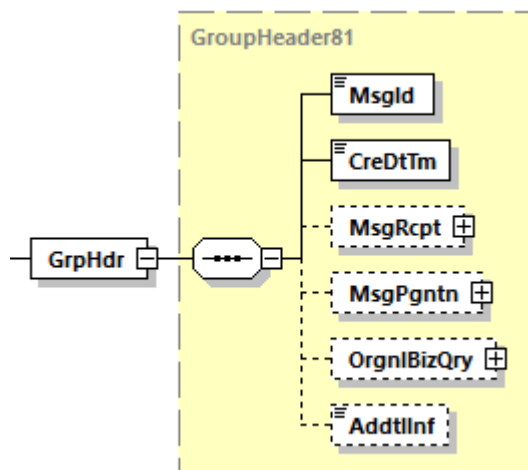 GroupHeader81
MsgId
CreDtTm
MsgRcpt
GrpHdr
MsgPgntn
OrgnlBizQry
AddtlInf